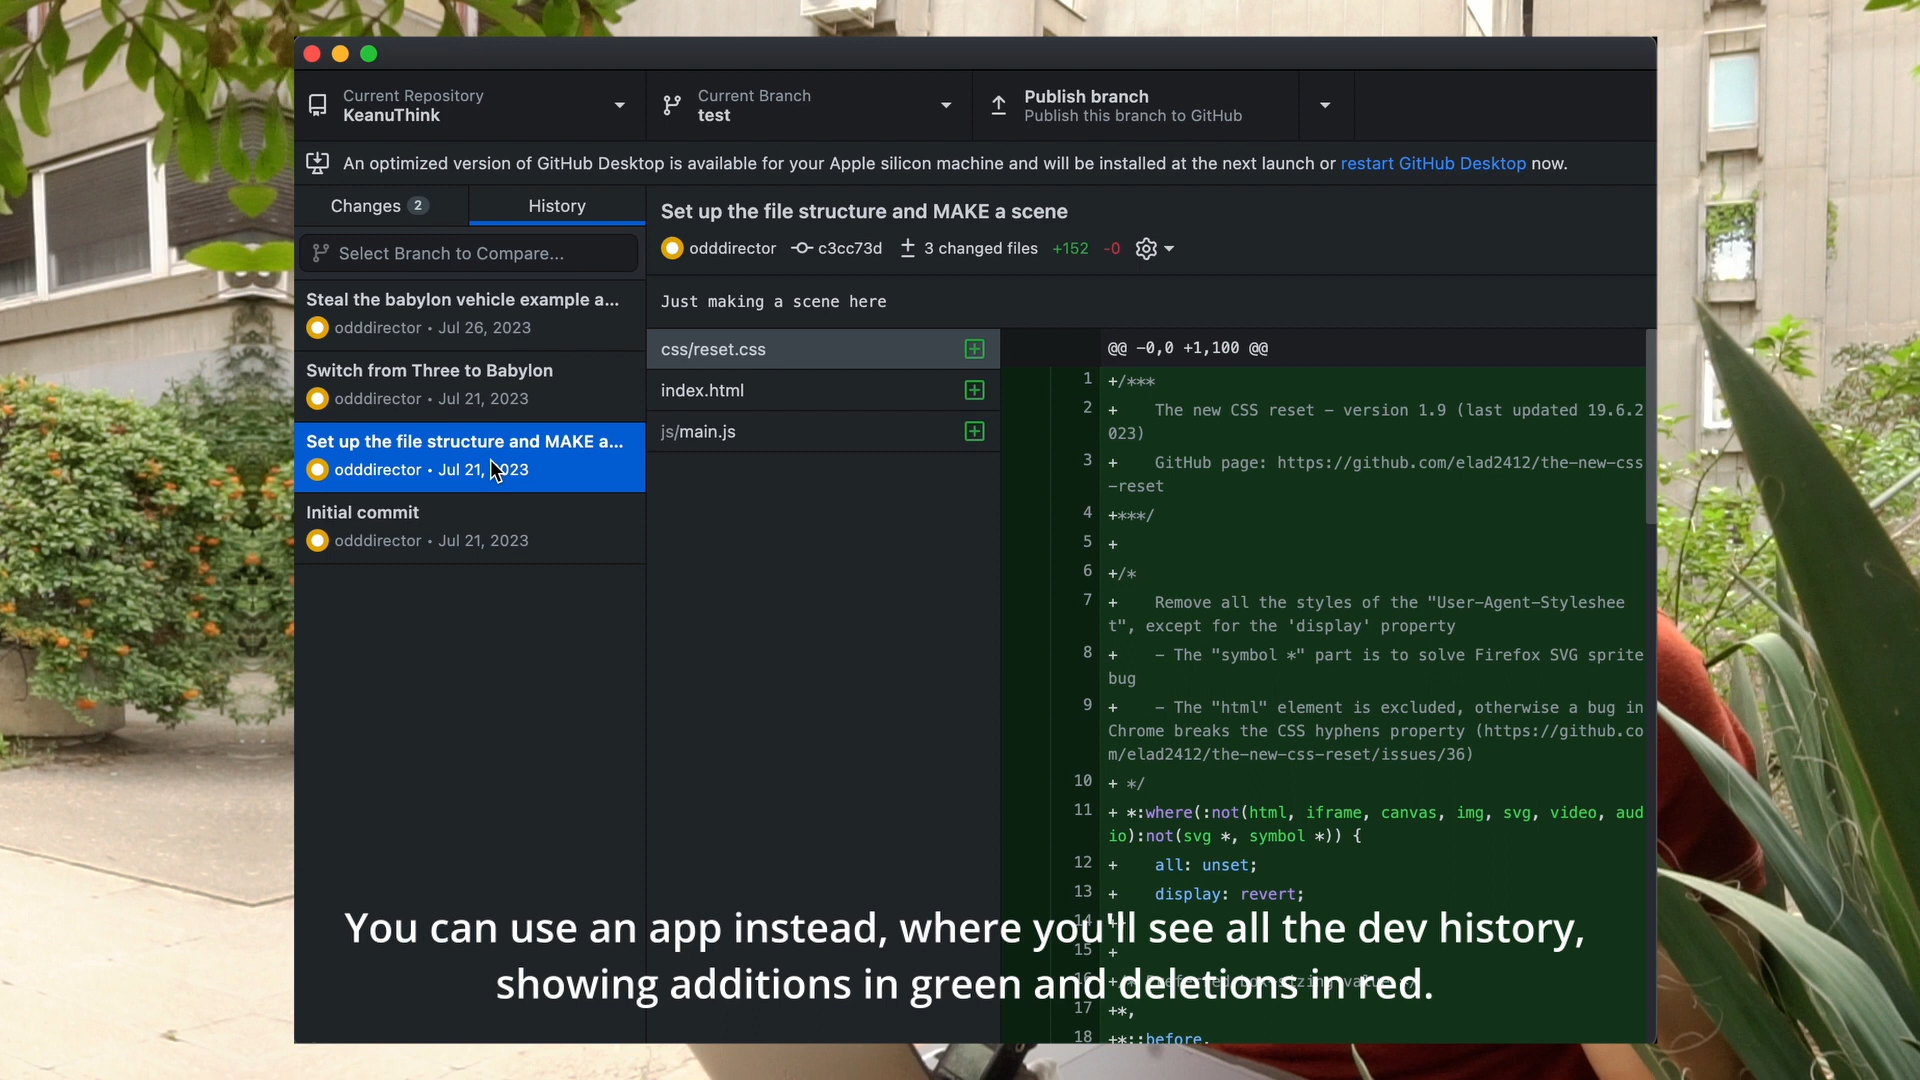 Current Repository
KeanuThink
Current Branch
test
Publish branch
Publish this branch to GitHub
An optimized version of GitHub Desktop is available for your Apple silicon machine and will be installed at the next launch or restart GitHub Desktop now.
Changes 2
History
Select Branch to Compare...
Steal the babylon vehicle example a...
odddirector • Jul 26, 2023
Switch from Three to Babylon
odddirector • Jul 21, 2023
Set up the file structure and MAKE a...
odddirector • Jul 21, 2023
Initial commit
odddirector • Jul 21, 2023
Set up the file structure and MAKE a scene
odddirector c3cc73d 3 changed files +152 -0
Just making a scene here
css/reset.css
index.html
js/main.js
@@ -0,0 +1,100 @@
1 +/***
2 + The new CSS reset - version 1.9 (last updated 19.6.2
023)
3 + GitHub page: https://github.com/elad2412/the-new-css
-reset
4 +***/
5 +
6 +/*
7 + Remove all the styles of the "User-Agent-Styleshee
t", except for the 'display' property
8 + - The "symbol *" part is to solve Firefox SVG sprite
bug
9 + - The "html" element is excluded, otherwise a bug in
Chrome breaks the CSS hyphens property (https://github.co
m/elad2412/the-new-css-reset/issues/36)
10 + */
11 + *:where(:not(html, iframe, canvas, img, svg, video, aud
io):not(svg *, symbol *)) {
12 + all: unset;
13 + display: revert;
14
15 +
16 +/* Preferred box-sizing value */
17 +*,
18 +*::before,
You can use an app instead, where you'll see all the dev history,
showing additions in green and deletions in red.